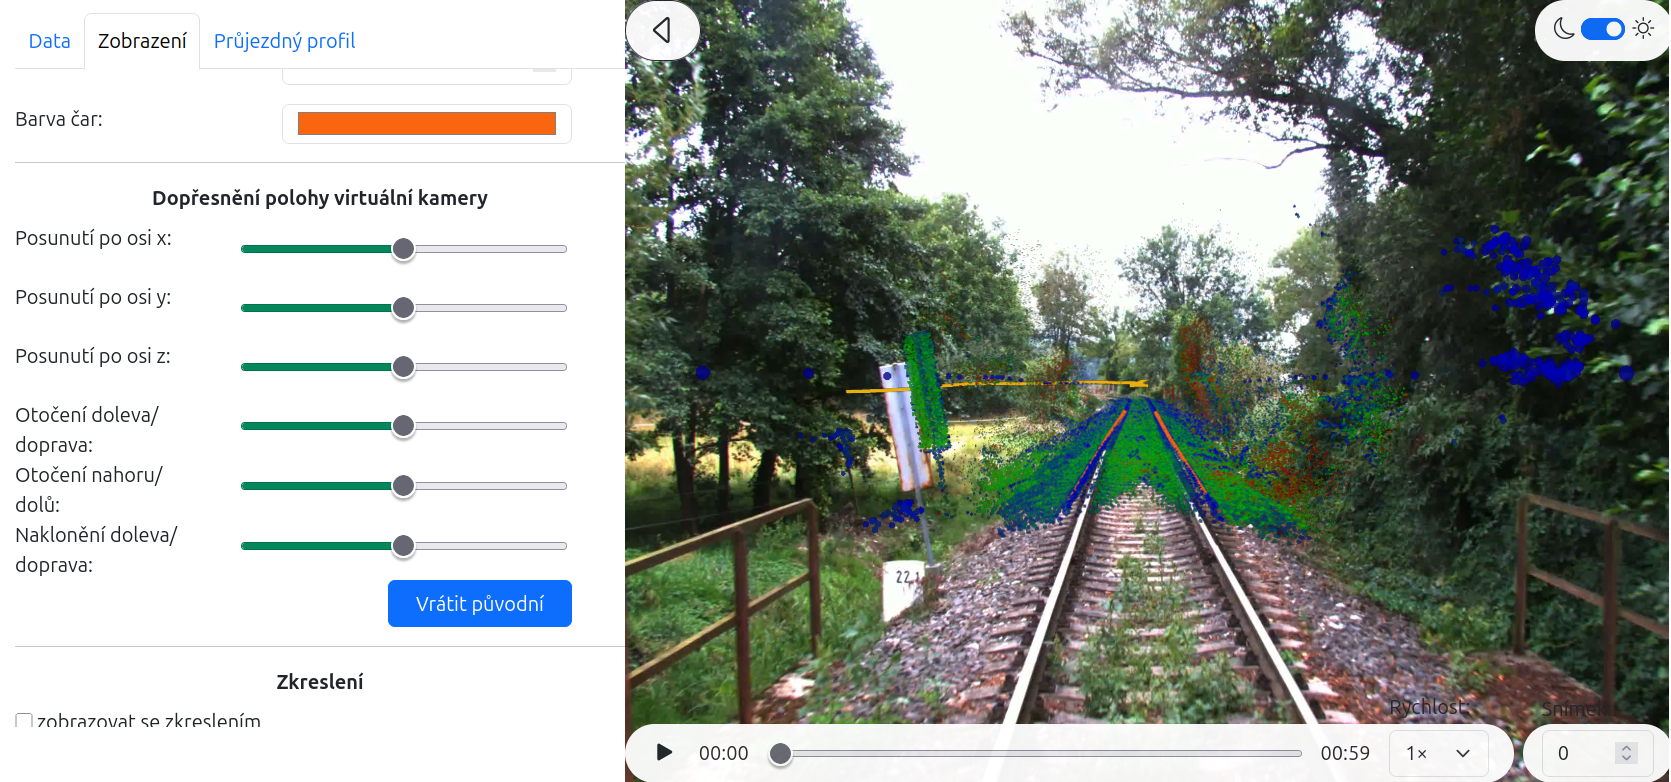 Data Zobrazení Průjezdný profil
Barva čar:
Dopřesnění polohy virtuální kamery
Posunutí po osi x:
Posunutí po osi y:
Posunutí po osi z:
Otočení doleva/
doprava:
Otočení nahoru/
dolů:
Naklonění doleva/
doprava:
Vrátit původní
Zkreslení
zobrazovat se zkreslením
22,1
Rychlost:
Snímek:
00:00
00:59
1×
0